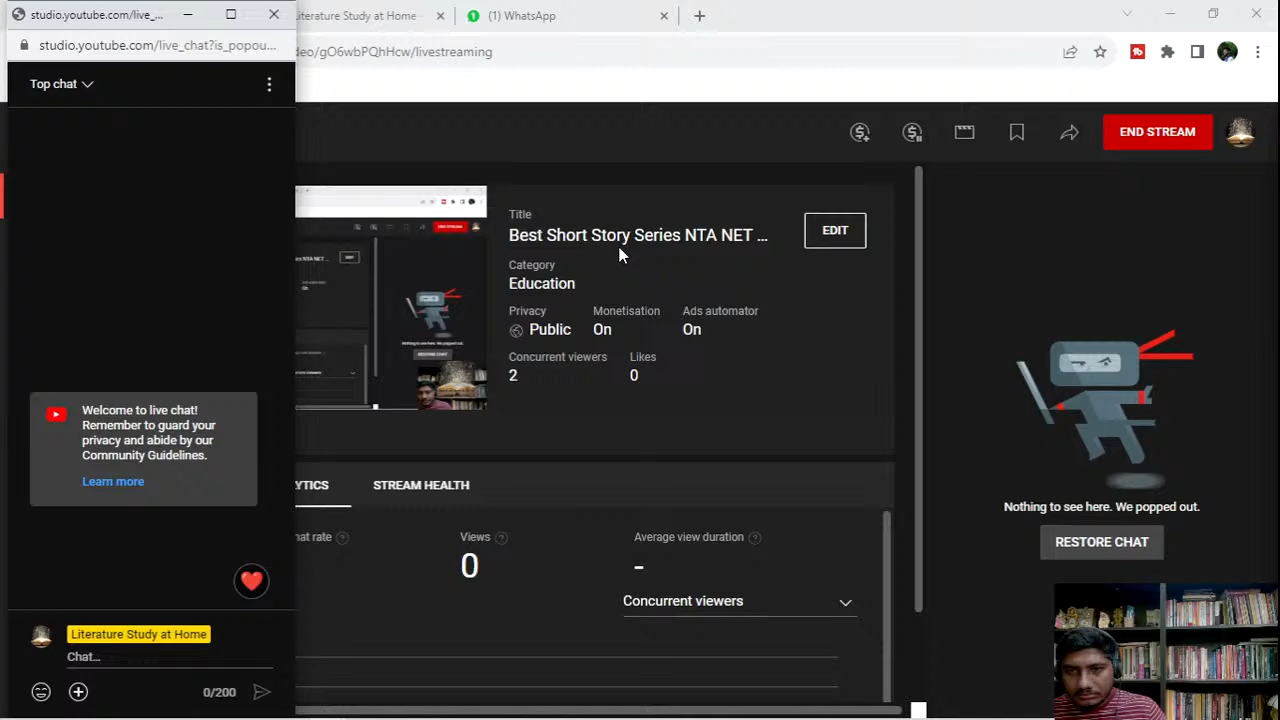 studio.youtube.com/live_...
studio.youtube.com/live_chat?is_popou...
Top chat
Welcome to live chat!
Remember to guard your
privacy and abide by our
Community Guidelines.
Learn more
Literature Study at Home
Chat...
0/200
Literature Study at Home
(1) WhatsApp
deo/gO6wbPQhHcw/livestreaming
END STREAM
Title
Best Short Story Series NTA NET ...
EDIT
Category
Education
Privacy
Monetisation
Ads automator
Public
On
On
Concurrent viewers
Likes
2
0
YTICS
STREAM HEALTH
hat rate
Views
Average view duration
0
-
Concurrent viewers
Nothing to see here. We popped out.
RESTORE CHAT